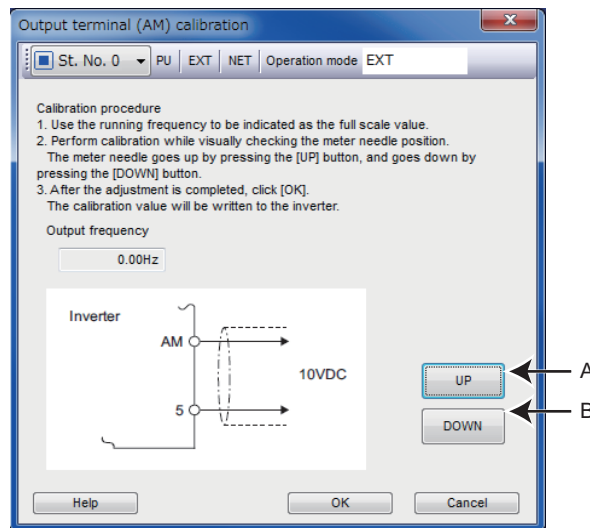 Output terminal (AM) calibration
St. No. 0 PU EXT NET Operation mode EXT
Calibration procedure
1. Use the running frequency to be indicated as the full scale value.
2. Perform calibration while visually checking the meter needle position.
The meter needle goes up by pressing the [UP] button, and goes down by
pressing the [DOWN] button.
3. After the adjustment is completed, click [OK].
The calibration value will be written to the inverter.
Output frequency
0.00Hz
Inverter
AM
10VDC
5
UP
A
DOWN
B
Help
OK
Cancel